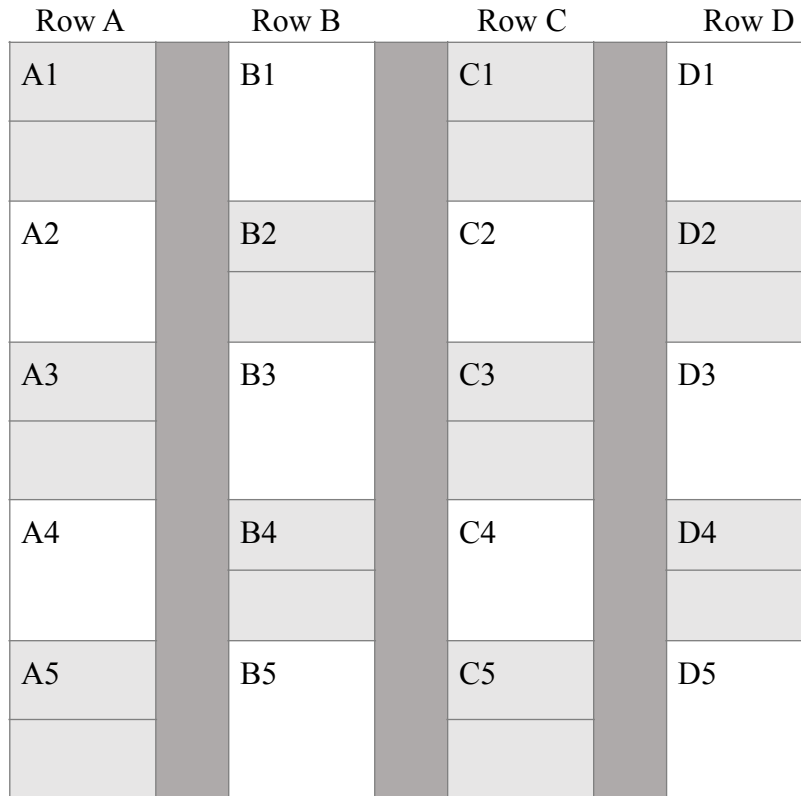 Row A Row B Row C Row D
A1 B1 C1 D1
A2 B2 C2 D2
A3 B3 C3 D3
A4 B4 C4 D4
A5 B5 C5 D5